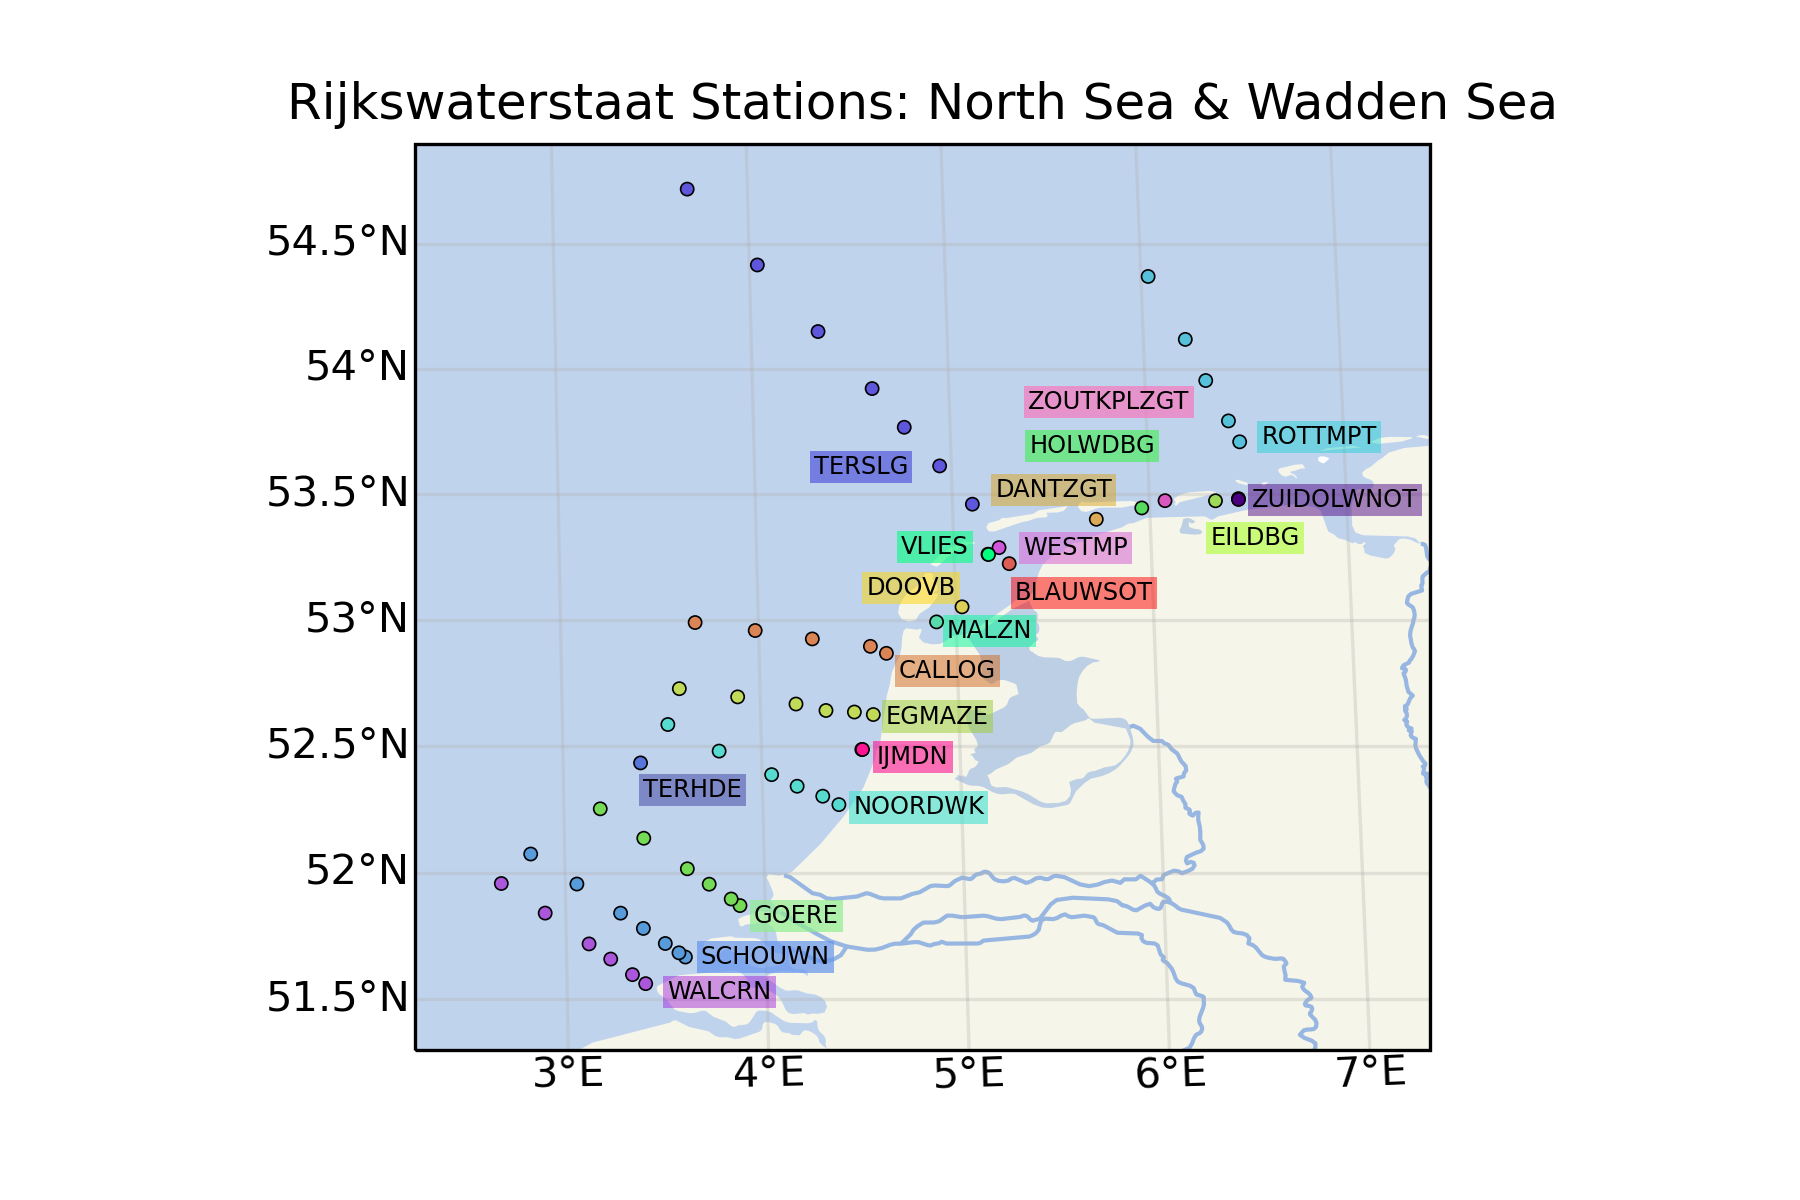 Rijkswaterstaat Stations: North Sea & Wadden Sea
54.5°N
54°N
ZOUTKPLZGT
ROTTMPT
HOLWDBG
TERSLG
DANTZGT
53.5°N
ZUIDOLWNOT
EILDBG
VLIES
WESTMP
DOOVB
BLAUWSOT
53°N
MALZN
CALLOG
EGMAZE
52.5°N
IJMDN
TERHDE
NOORDWK
52°N
GOERE
SCHOUWN
WALCRN
51.5°N
3°E
4°E
5°E
6°E
7°E